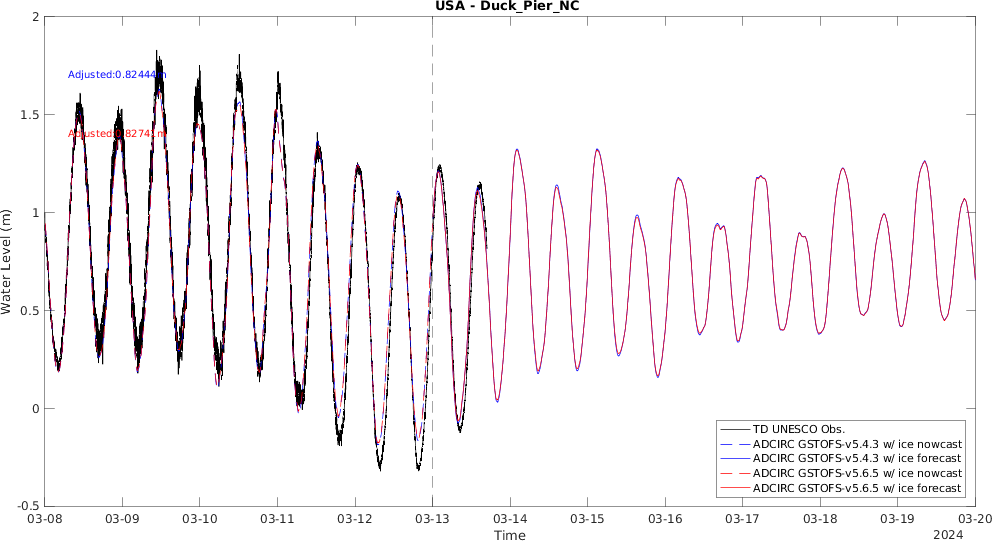 USA - Duck_Pier_NC
2
Adjusted:0.82444m
1.5
Adjusted:0.82741m
1
Water Level (m)
0.5
0
TD UNESCO Obs.
ADCIRC GSTOFS-v5.4.3 w/ ice nowcast
ADCIRC GSTOFS-v5.4.3 w/ ice forecast
ADCIRC GSTOFS-v5.6.5 w/ ice nowcast
ADCIRC GSTOFS-v5.6.5 w/ ice forecast
-0.5
03-08 03-09 03-10 03-11 03-12 03-13 03-14 03-15 03-16 03-17 03-18 03-19 03-20
Time 2024